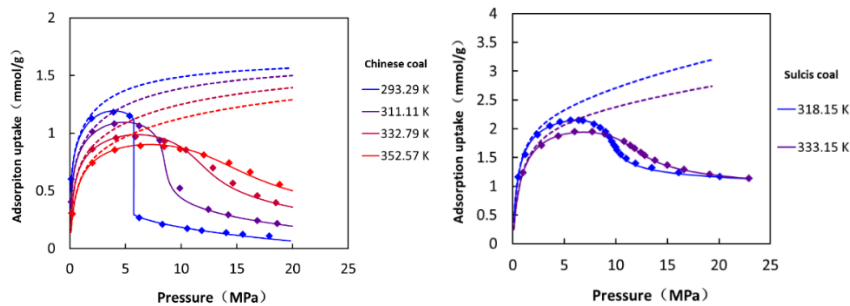 2
1.5
1
0.5
0
0 5 10 15 20 25
Adsorpiton uptake（mmol/g）
Pressure（MPa）
Chinese coal
293.29 K
311.11 K
332.79 K
352.57 K
4
3.5
3
2.5
2
1.5
1
0.5
0
0 5 10 15 20 25
Adsorption uptake（mmol/g）
Pressure（MPa）
Sulcis coal
318.15 K
333.15 K